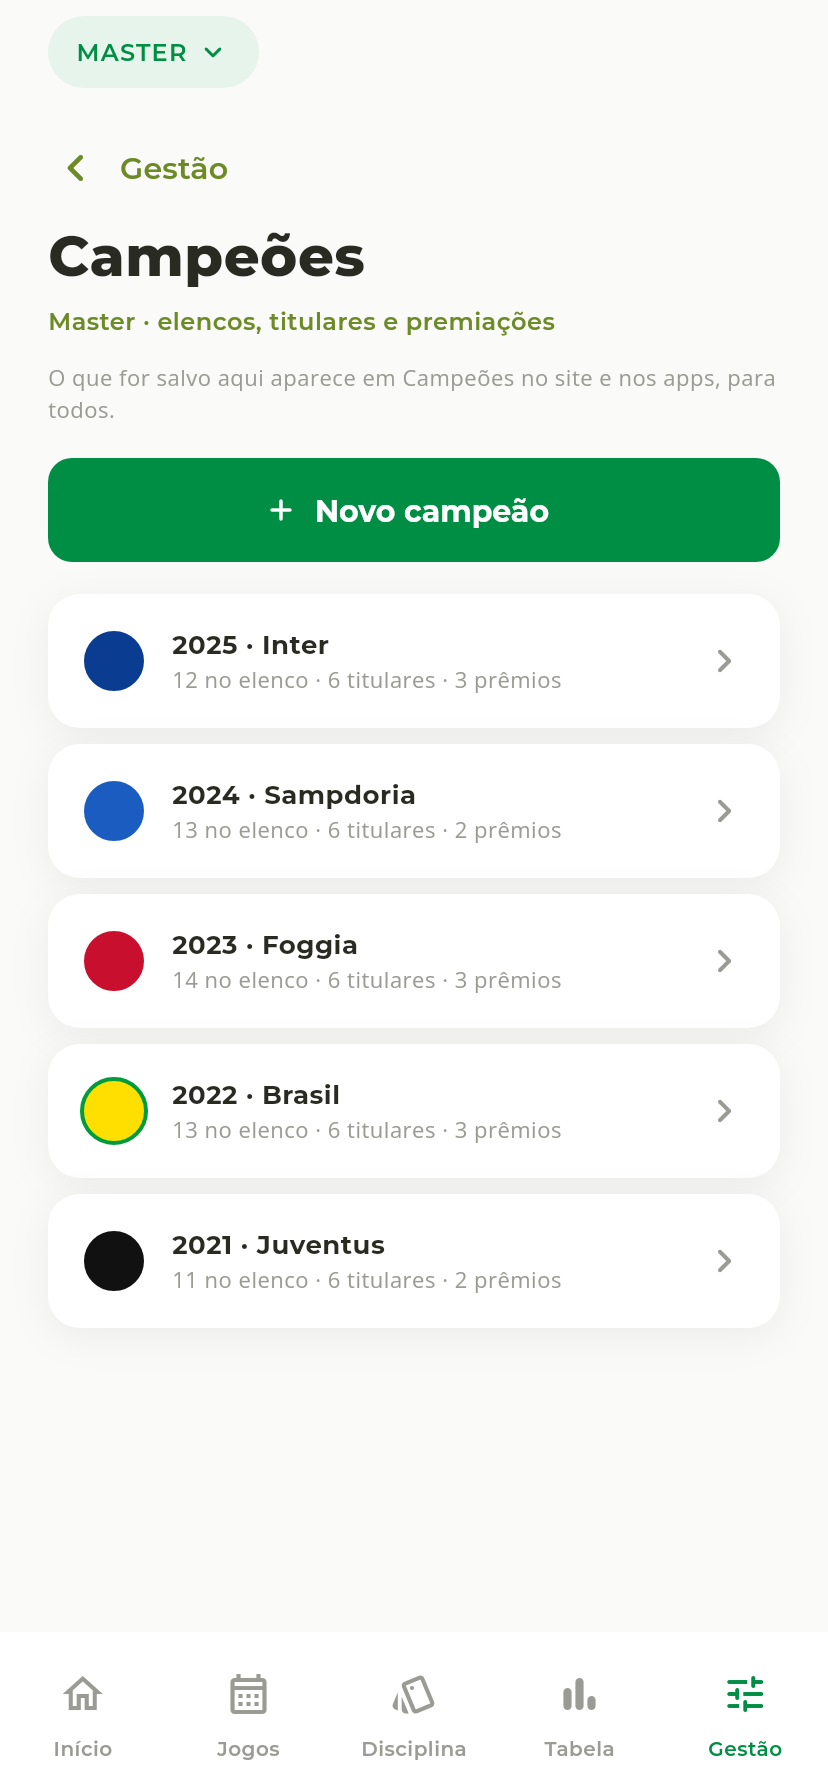 MASTER
Gestão
Campeões
Master · elencos, titulares e premiações
O que for salvo aqui aparece em Campeões no site e nos apps, para
todos.
+ Novo campeão
2025 · Inter
12 no elenco · 6 titulares · 3 prêmios
2024 · Sampdoria
13 no elenco · 6 titulares · 2 prêmios
2023 · Foggia
14 no elenco · 6 titulares · 3 prêmios
2022 · Brasil
13 no elenco · 6 titulares · 3 prêmios
2021 · Juventus
11 no elenco · 6 titulares · 2 prêmios
Início Jogos Disciplina Tabela Gestão